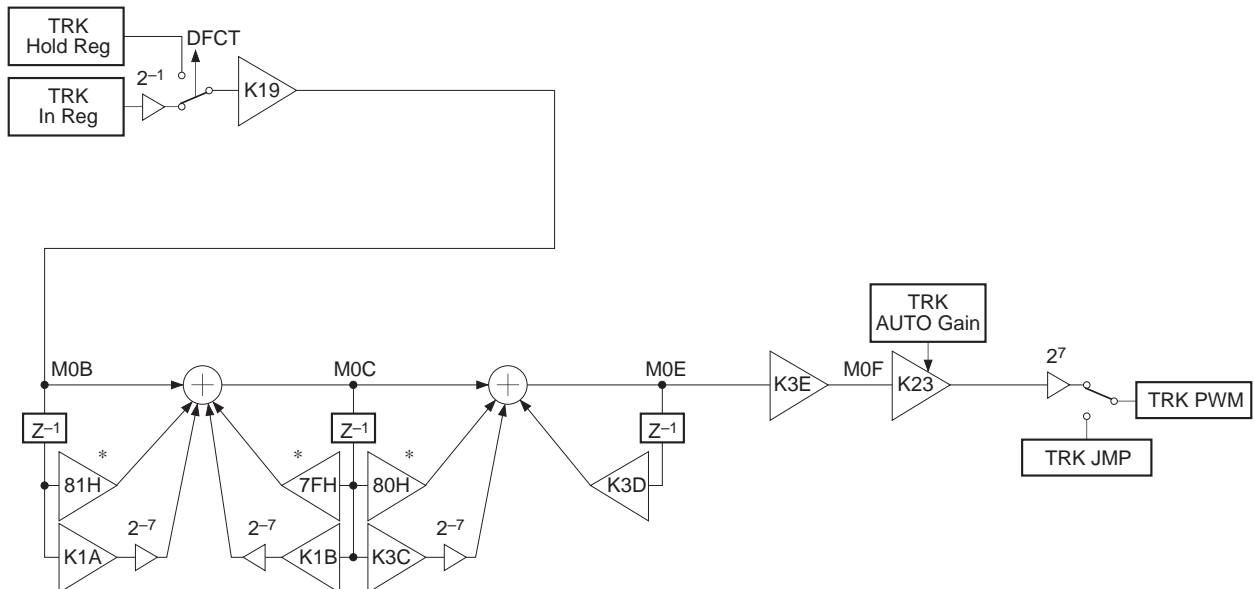 TRK
Hold Reg
DFCT
2–1
TRK
In Reg
K19
TRK
AUTO Gain
M0B
M0C
M0E
K3E
M0F
K23
27
TRK PWM
TRK JMP
Z–1
Z–1
Z–1
*
*
*
81H
7FH
80H
K3D
2–7
2–7
2–7
K1A
K1B
K3C